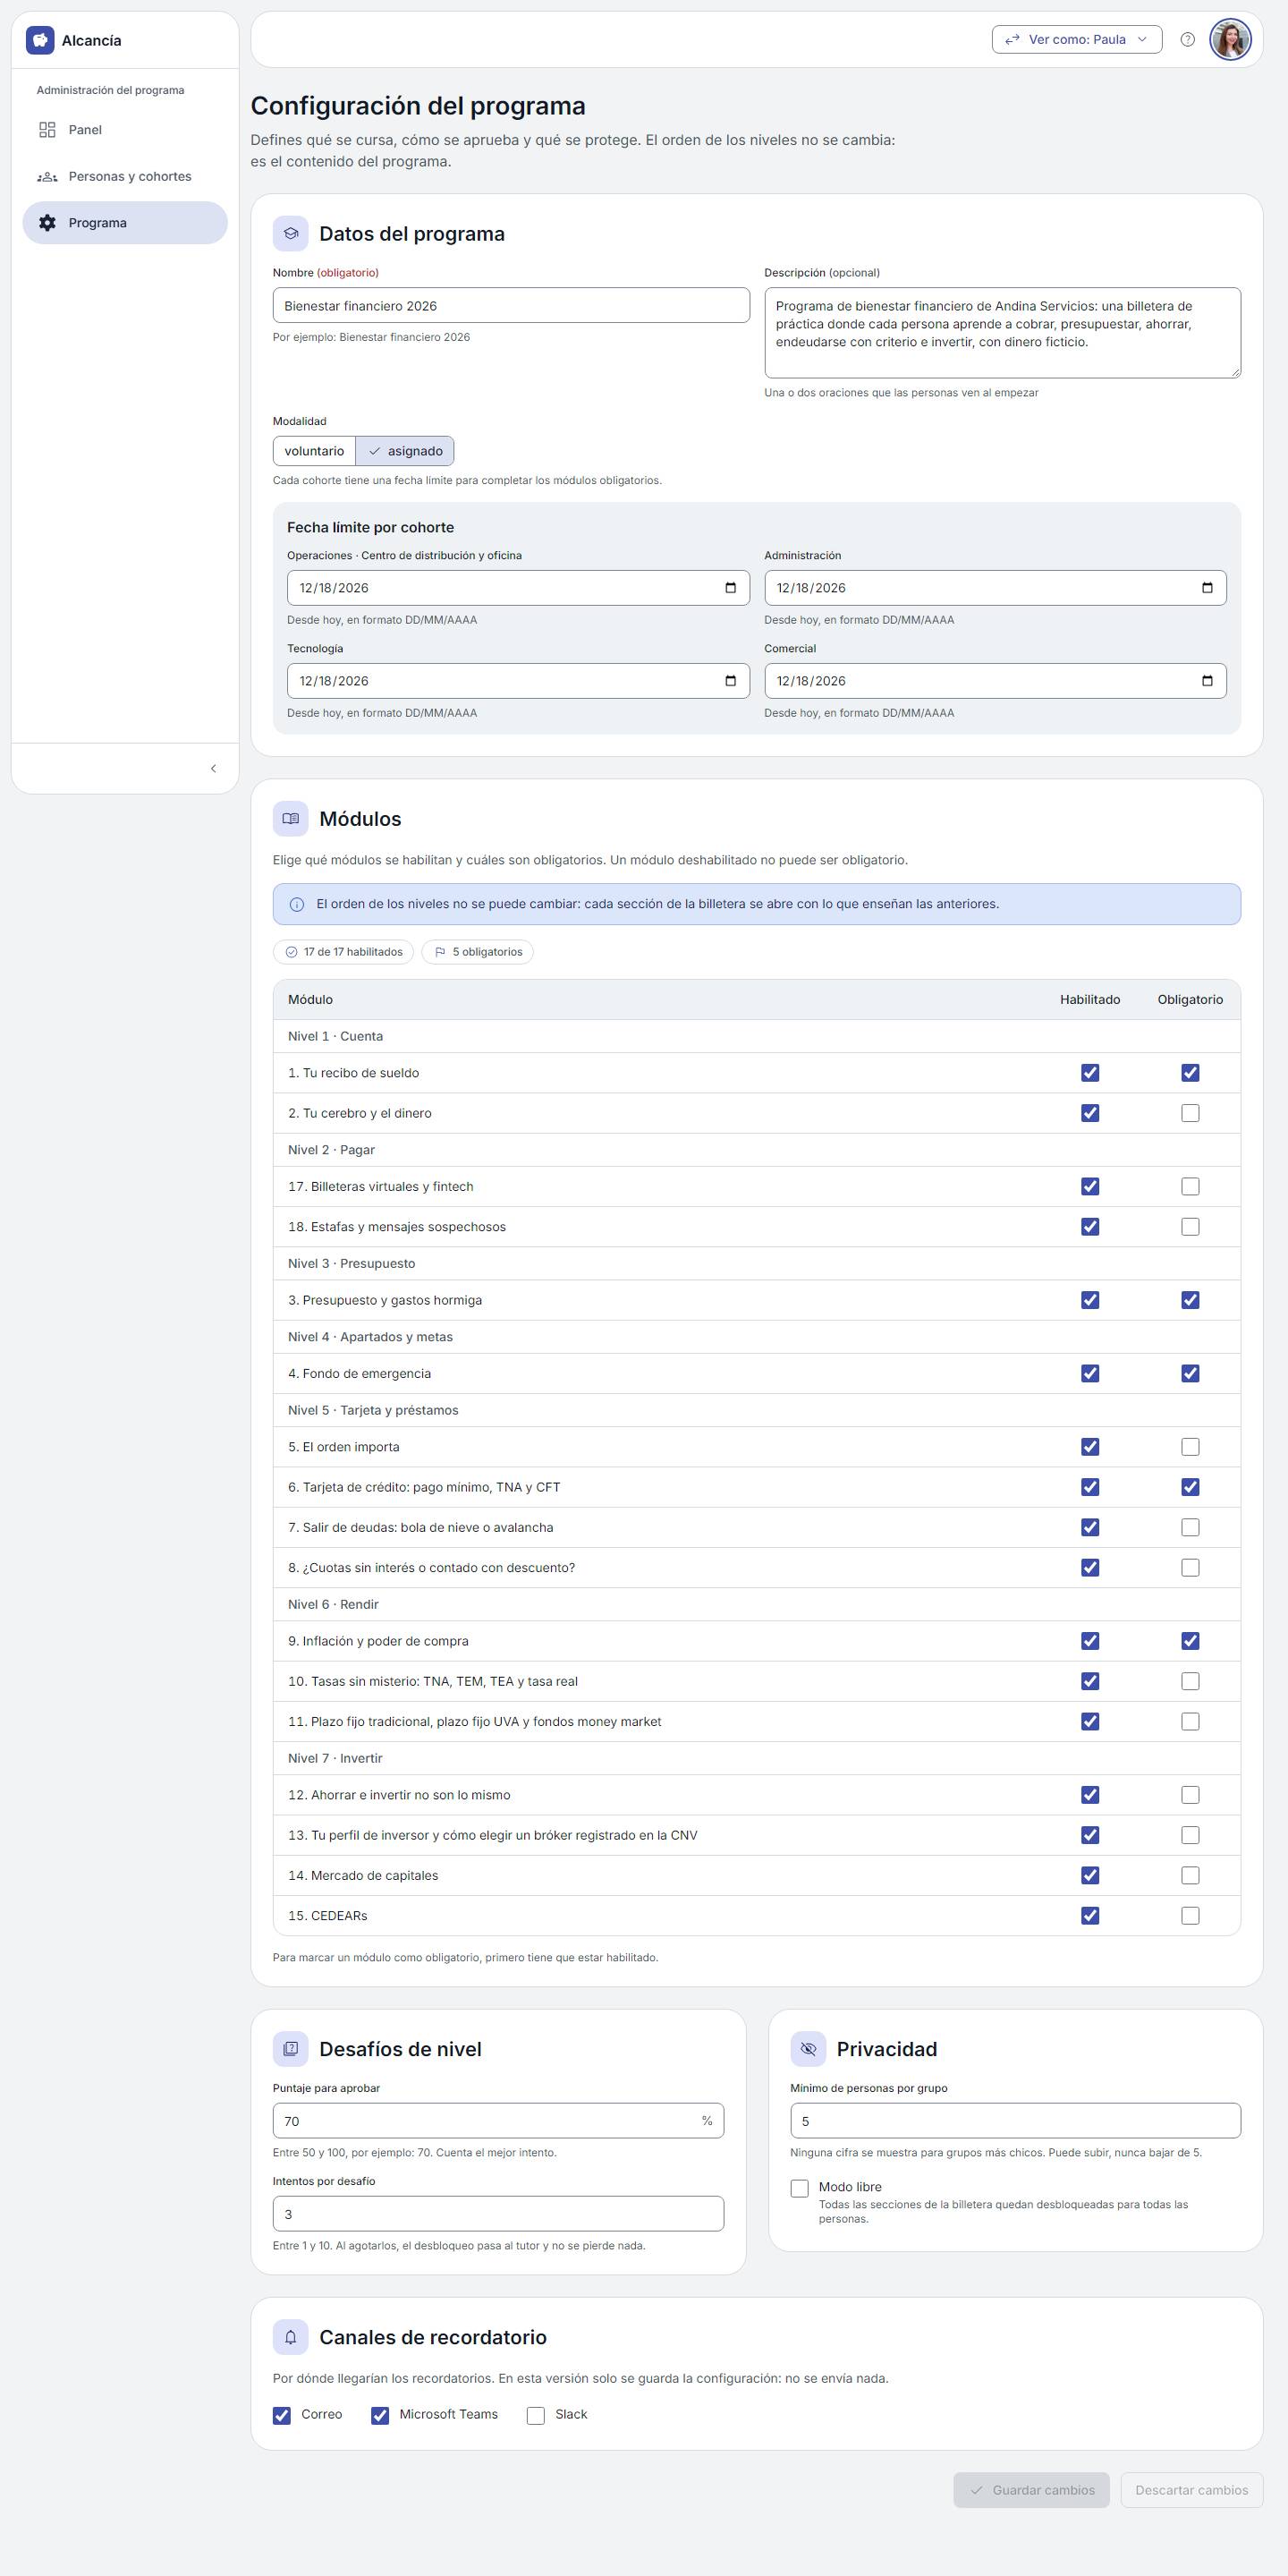 Alcancía
Ver como: Paula
Administración del programa
Panel
Personas y cohortes
Programa
Configuración del programa
Defines qué se cursa, cómo se aprueba y qué se protege. El orden de los niveles no se cambia:
es el contenido del programa.
Datos del programa
Nombre (obligatorio)
Bienestar financiero 2026
Por ejemplo: Bienestar financiero 2026
Descripción (opcional)
Programa de bienestar financiero de Andina Servicios: una billetera de
práctica donde cada persona aprende a cobrar, presupuestar, ahorrar,
endeudarse con criterio e invertir, con dinero ficticio.
Una o dos oraciones que las personas ven al empezar
Modalidad
voluntario
asignado
Cada cohorte tiene una fecha límite para completar los módulos obligatorios.
Fecha límite por cohorte
Operaciones · Centro de distribución y oficina
12/18/2026
Desde hoy, en formato DD/MM/AAAA
Administración
12/18/2026
Desde hoy, en formato DD/MM/AAAA
Tecnología
12/18/2026
Desde hoy, en formato DD/MM/AAAA
Comercial
12/18/2026
Desde hoy, en formato DD/MM/AAAA
Módulos
Elige qué módulos se habilitan y cuáles son obligatorios. Un módulo deshabilitado no puede ser obligatorio.
El orden de los niveles no se puede cambiar: cada sección de la billetera se abre con lo que enseñan las anteriores.
17 de 17 habilitados
5 obligatorios
Módulo Habilitado Obligatorio
Nivel 1 · Cuenta
1. Tu recibo de sueldo
2. Tu cerebro y el dinero
Nivel 2 · Pagar
17. Billeteras virtuales y fintech
18. Estafas y mensajes sospechosos
Nivel 3 · Presupuesto
3. Presupuesto y gastos hormiga
Nivel 4 · Apartados y metas
4. Fondo de emergencia
Nivel 5 · Tarjeta y préstamos
5. El orden importa
6. Tarjeta de crédito: pago mínimo, TNA y CFT
7. Salir de deudas: bola de nieve o avalancha
8. ¿Cuotas sin interés o contado con descuento?
Nivel 6 · Rendir
9. Inflación y poder de compra
10. Tasas sin misterio: TNA, TEM, TEA y tasa real
11. Plazo fijo tradicional, plazo fijo UVA y fondos money market
Nivel 7 · Invertir
12. Ahorrar e invertir no son lo mismo
13. Tu perfil de inversor y cómo elegir un bróker registrado en la CNV
14. Mercado de capitales
15. CEDEARs
Para marcar un módulo como obligatorio, primero tiene que estar habilitado.
Desafíos de nivel
Puntaje para aprobar
70 %
Entre 50 y 100, por ejemplo: 70. Cuenta el mejor intento.
Intentos por desafío
3
Entre 1 y 10. Al agotarlos, el desbloqueo pasa al tutor y no se pierde nada.
Privacidad
Mínimo de personas por grupo
5
Ninguna cifra se muestra para grupos más chicos. Puede subir, nunca bajar de 5.
Modo libre
Todas las secciones de la billetera quedan desbloqueadas para todas las
personas.
Canales de recordatorio
Por dónde llegarían los recordatorios. En esta versión solo se guarda la configuración: no se envía nada.
Correo
Microsoft Teams
Slack
Guardar cambios
Descartar cambios